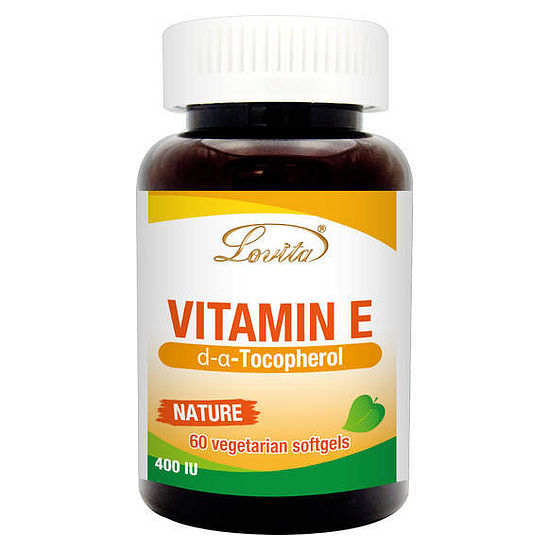 Lovita®
VITAMIN E
d-α-Tocopherol
NATURE
60 vegetarian softgels
400 IU